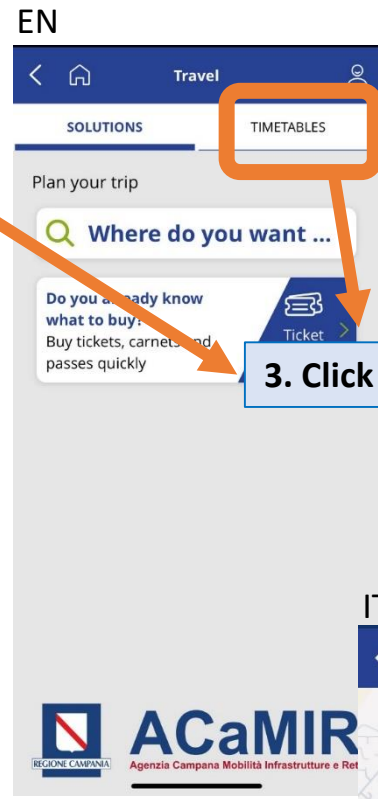 EN
Travel
SOLUTIONS
TIMETABLES
Plan your trip
Where do you want ...
Do you already know
what to buy?
Buy tickets, carnets and
passes quickly
Ticket
3. Click
IT
REGIONE CAMPANIA
ACaMIR
Agenzia Campana Mobilità Infrastrutture e Ret